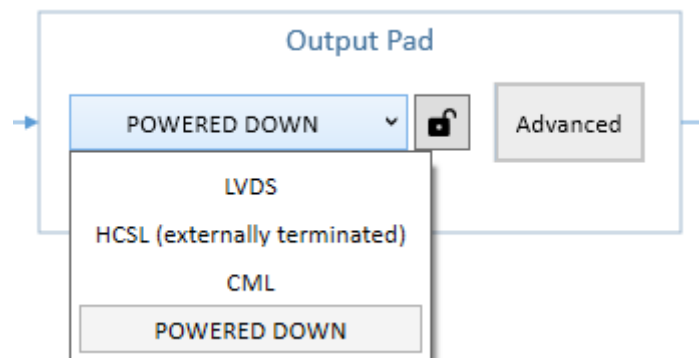 Output Pad
POWERED DOWN
Advanced
LVDS
HCSL (externally terminated)
CML
POWERED DOWN